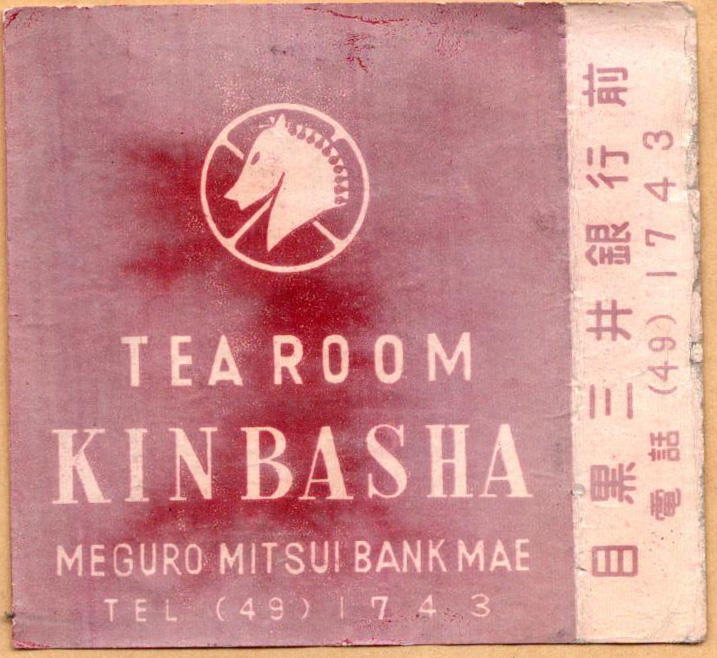 TEA ROOM
KINBASHA
MEGURO MITSUI BANK MAE
TEL (49) 1743
目黒三井銀行前
電話 (49) 1743